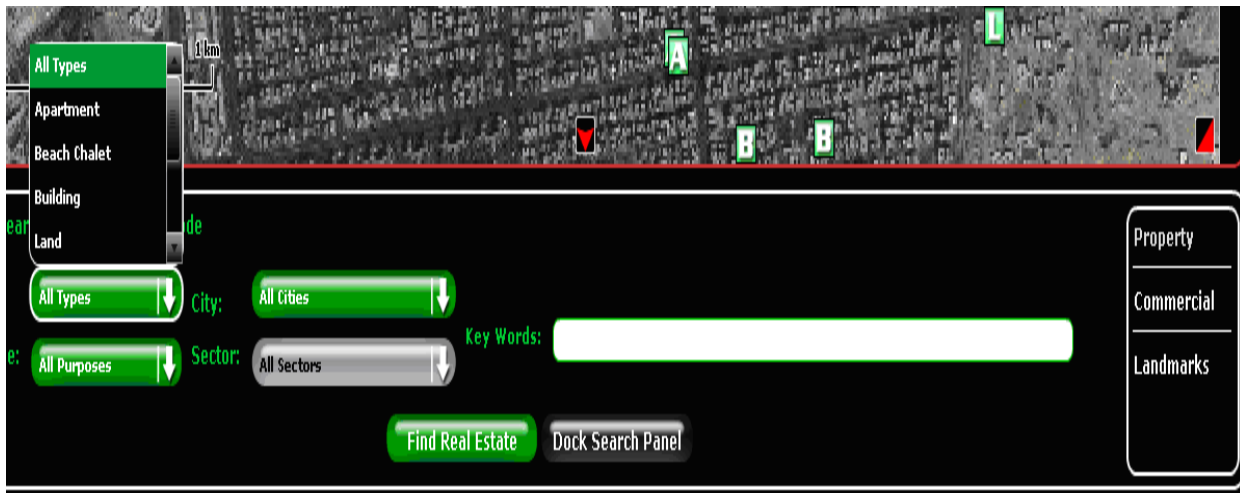 All Types
1 km
Apartment
Beach Chalet
Building
Land
A
L
B
B
ear
de
All Types
City:
All Cities
e:
All Purposes
Sector:
All Sectors
Key Words:
Find Real Estate
Dock Search Panel
Property
Commercial
Landmarks